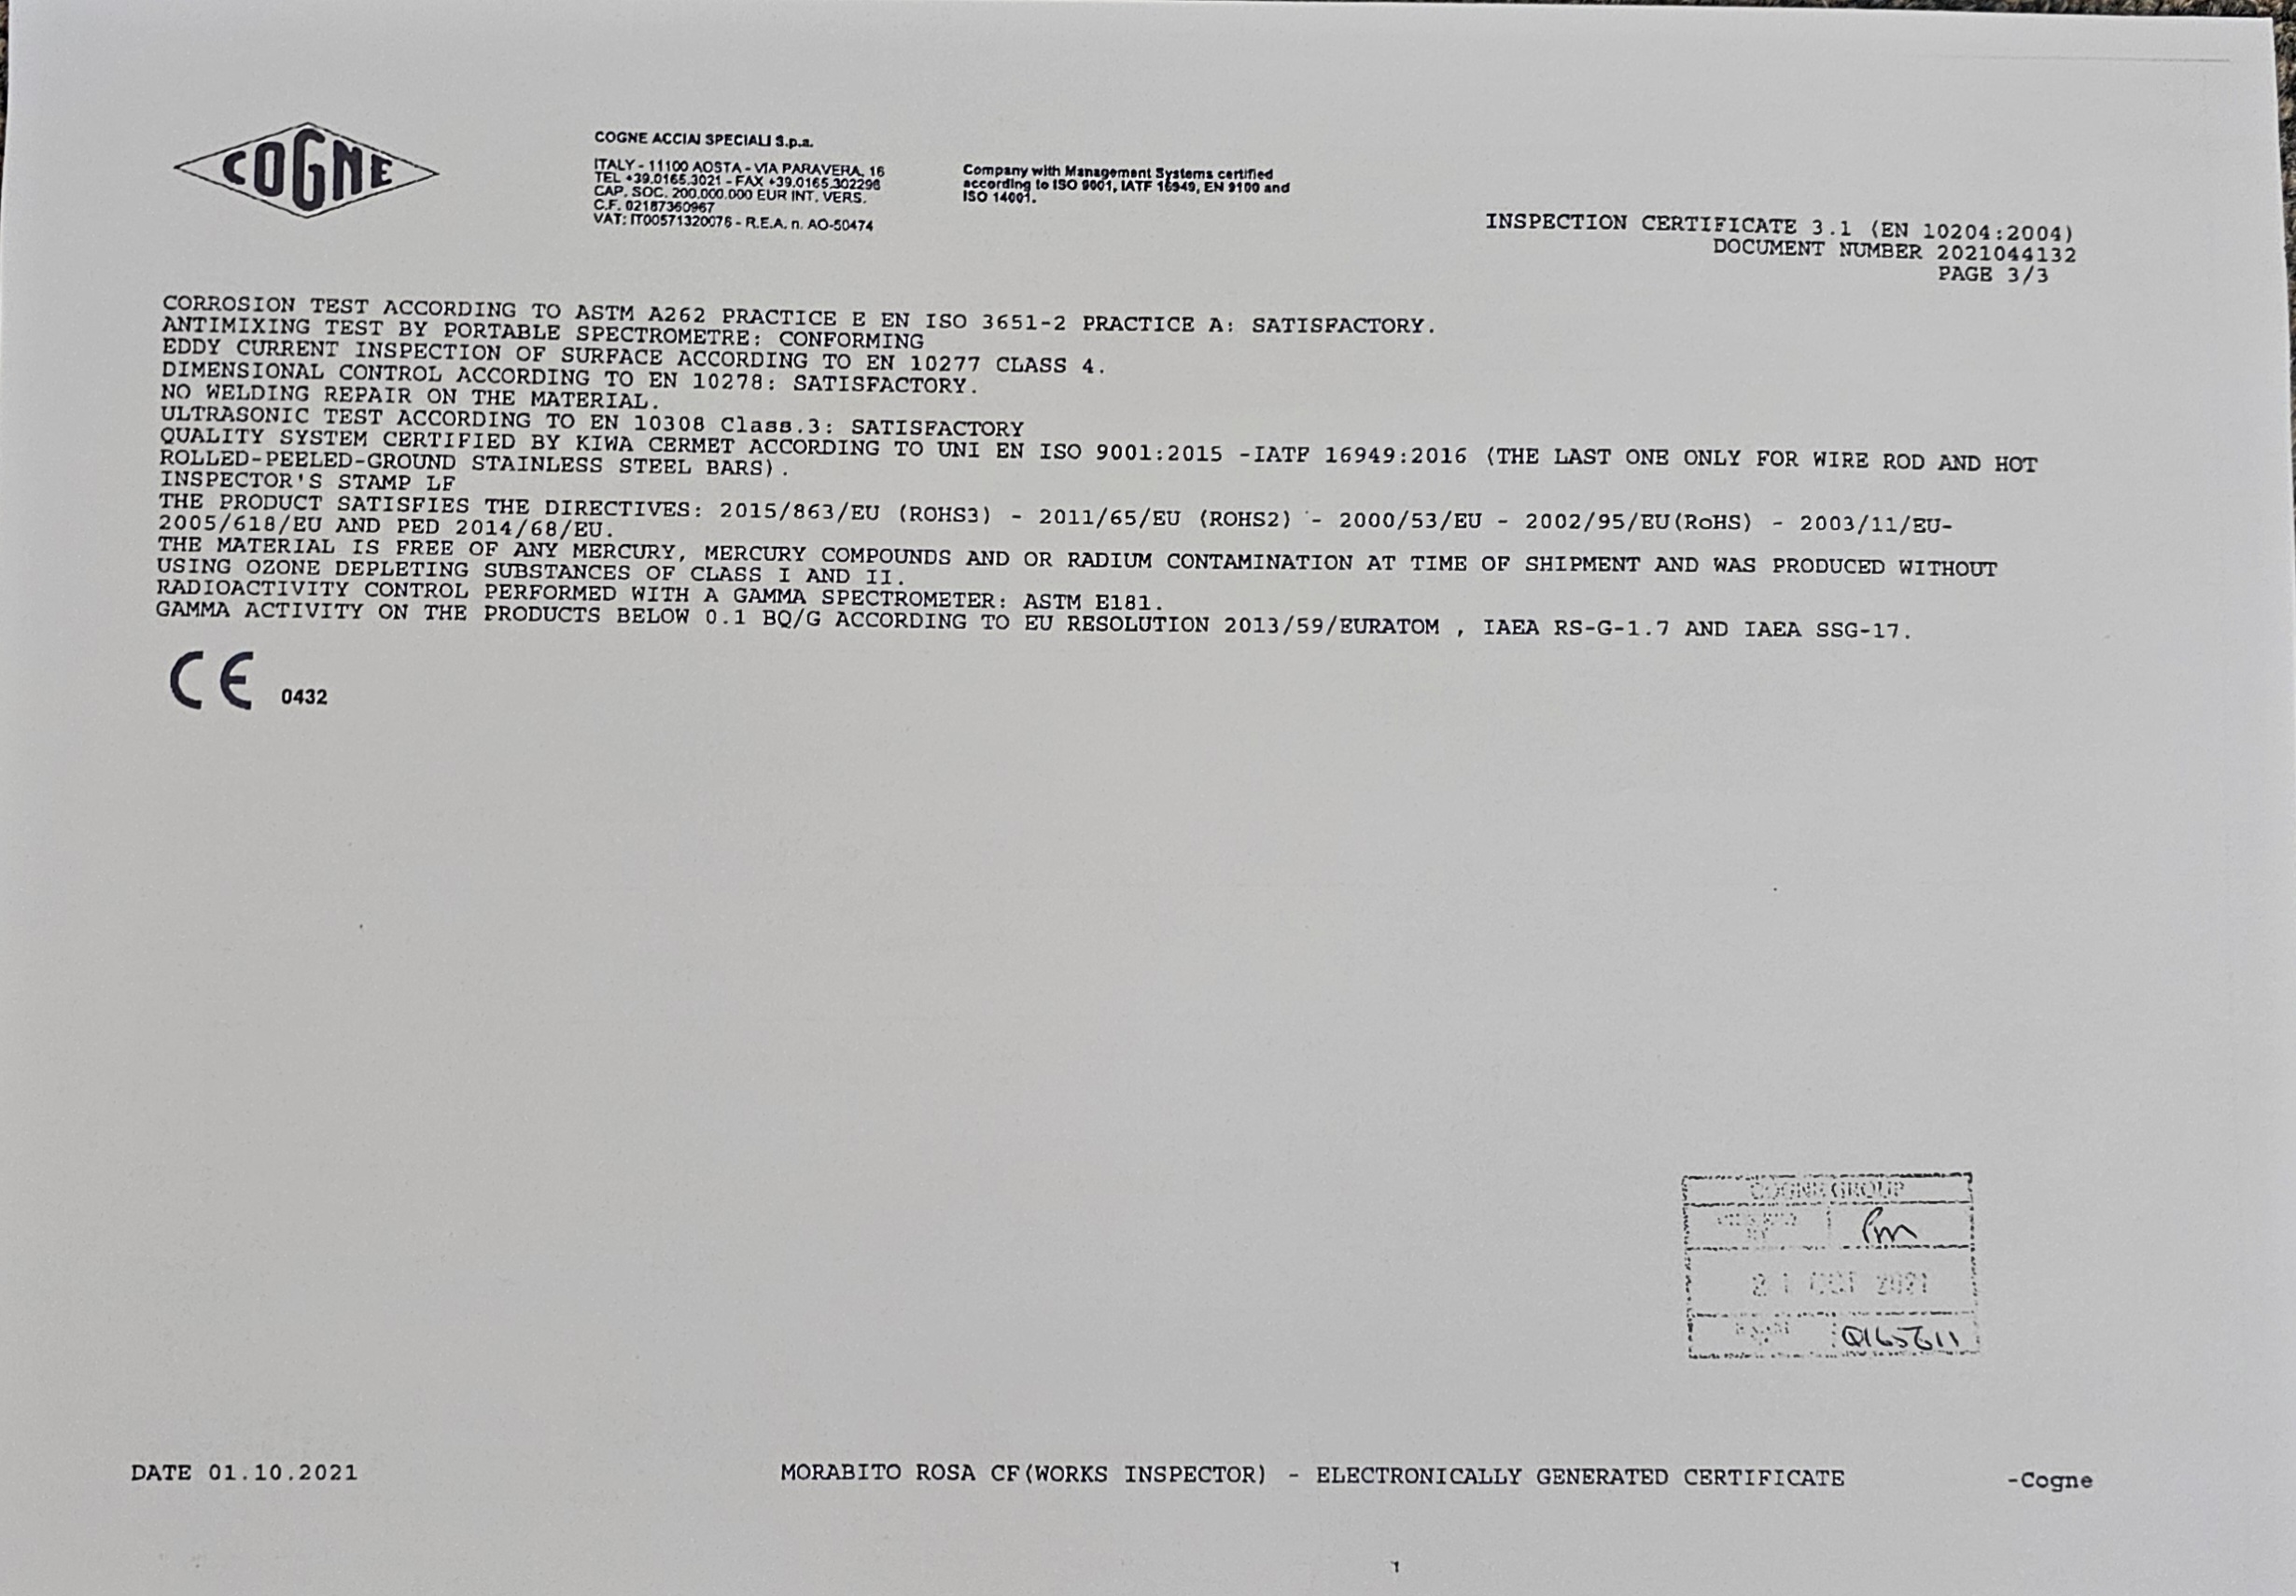 COGNE
COGNE ACCIAI SPECIALI S.p.a.
ITALY - 11100 AOSTA - VIA PARAVERA, 16
TEL +39.0165.3021 - FAX +39.0165.302296
CAP. SOC. 200.000.000 EUR INT. VERS.
C.F. 02187360967
VAT: IT00571320076 - R.E.A. n. AO-50474
Company with Management Systems certified
according to ISO 9001, IATF 16949, EN 9100 and
ISO 14001.
INSPECTION CERTIFICATE 3.1 (EN 10204:2004)
DOCUMENT NUMBER 2021044132
PAGE 3/3
CORROSION TEST ACCORDING TO ASTM A262 PRACTICE E EN ISO 3651-2 PRACTICE A: SATISFACTORY.
ANTIMIXING TEST BY PORTABLE SPECTROMETRE: CONFORMING
EDDY CURRENT INSPECTION OF SURFACE ACCORDING TO EN 10277 CLASS 4.
DIMENSIONAL CONTROL ACCORDING TO EN 10278: SATISFACTORY.
NO WELDING REPAIR ON THE MATERIAL.
ULTRASONIC TEST ACCORDING TO EN 10308 Class.3: SATISFACTORY
QUALITY SYSTEM CERTIFIED BY KIWA CERMET ACCORDING TO UNI EN ISO 9001:2015 -IATF 16949:2016 (THE LAST ONE ONLY FOR WIRE ROD AND HOT
ROLLED-PEELED-GROUND STAINLESS STEEL BARS).
INSPECTOR'S STAMP LF
THE PRODUCT SATISFIES THE DIRECTIVES: 2015/863/EU (ROHS3) - 2011/65/EU (ROHS2) - 2000/53/EU - 2002/95/EU(RoHS) - 2003/11/EU-
2005/618/EU AND PED 2014/68/EU.
THE MATERIAL IS FREE OF ANY MERCURY, MERCURY COMPOUNDS AND OR RADIUM CONTAMINATION AT TIME OF SHIPMENT AND WAS PRODUCED WITHOUT
USING OZONE DEPLETING SUBSTANCES OF CLASS I AND II.
RADIOACTIVITY CONTROL PERFORMED WITH A GAMMA SPECTROMETER: ASTM E181.
GAMMA ACTIVITY ON THE PRODUCTS BELOW 0.1 BQ/G ACCORDING TO EU RESOLUTION 2013/59/EURATOM , IAEA RS-G-1.7 AND IAEA SSG-17.
CE 0432
COGNE GROUP
Pm
21 OCT 2021
Q165611
DATE 01.10.2021
MORABITO ROSA CF(WORKS INSPECTOR) - ELECTRONICALLY GENERATED CERTIFICATE
-Cogne
1